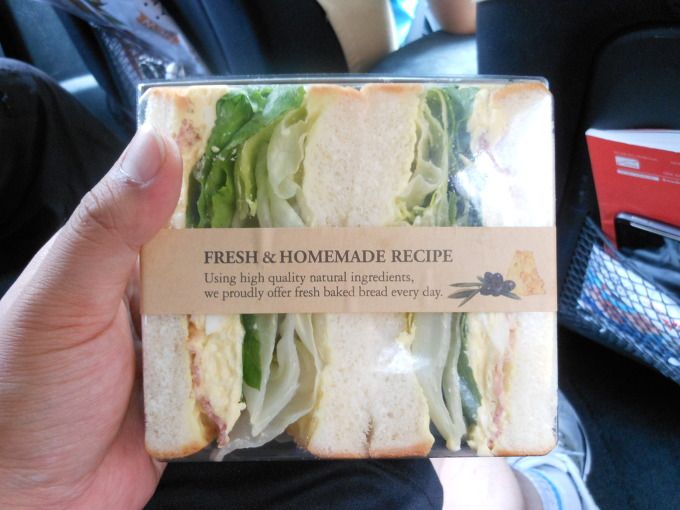 FRESH & HOMEMADE RECIPE
Using high quality natural ingredients,
we proudly offer fresh baked bread every day.